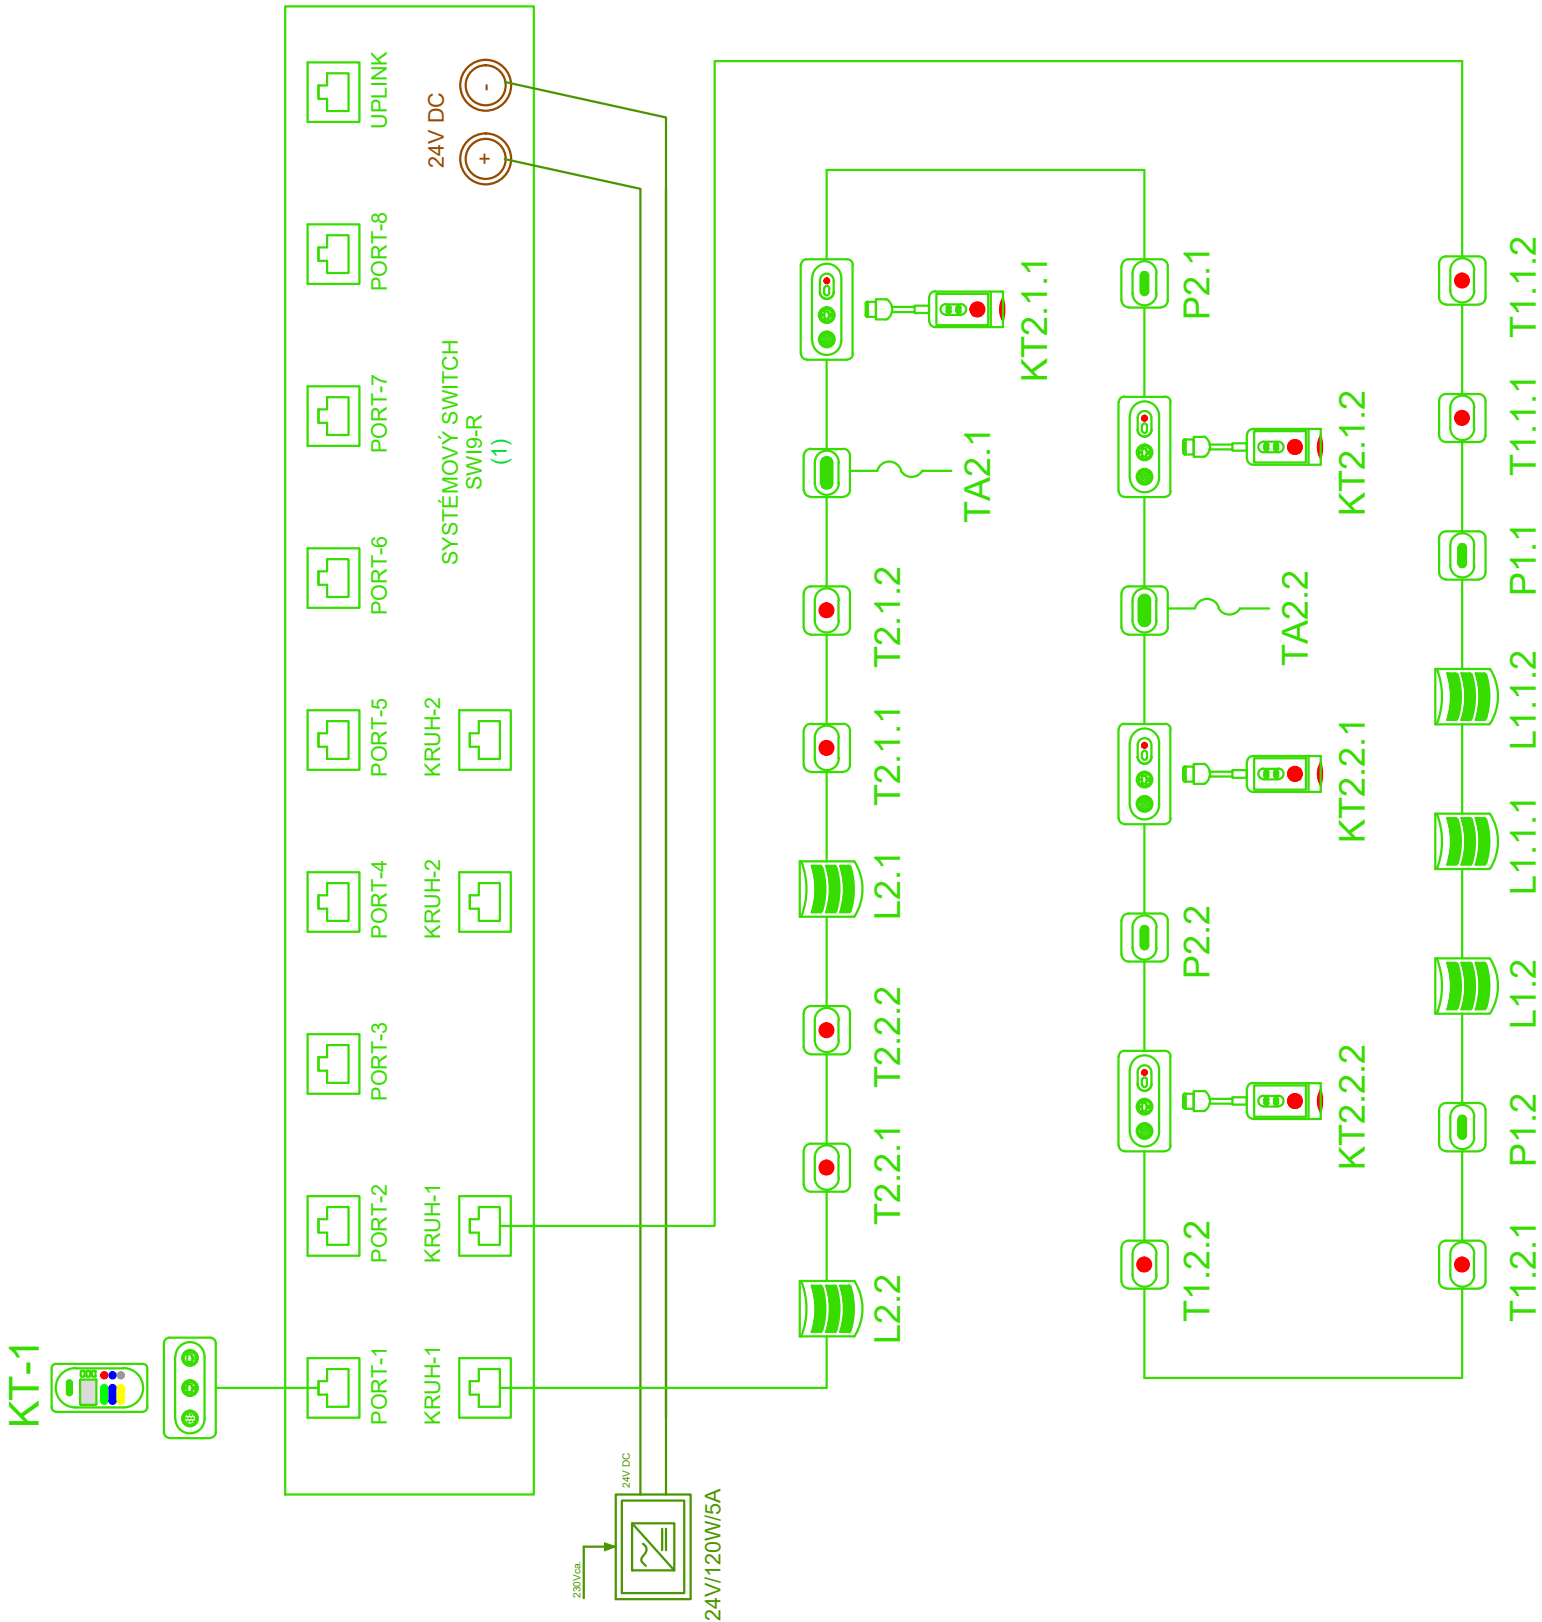 KT-1
UPLINK
PORT-8
PORT-7
PORT-6
PORT-5
PORT-4
PORT-3
PORT-2
PORT-1
24V DC
-
+
SYSTÉMOVÝ SWITCH
SWI9-R
(1)
KRUH-2
KRUH-2
KRUH-1
KRUH-1
230Vca.
24V DC
24V/120W/5A
L2.2
T2.2.1
T2.2.2
L2.1
T2.1.1
T2.1.2
TA2.1
KT2.1.1
P2.1
KT2.1.2
TA2.2
KT2.2.1
P2.2
KT2.2.2
T1.2.2
T1.2.1
P1.2
L1.2
L1.1.1
L1.1.2
P1.1
T1.1.1
T1.1.2